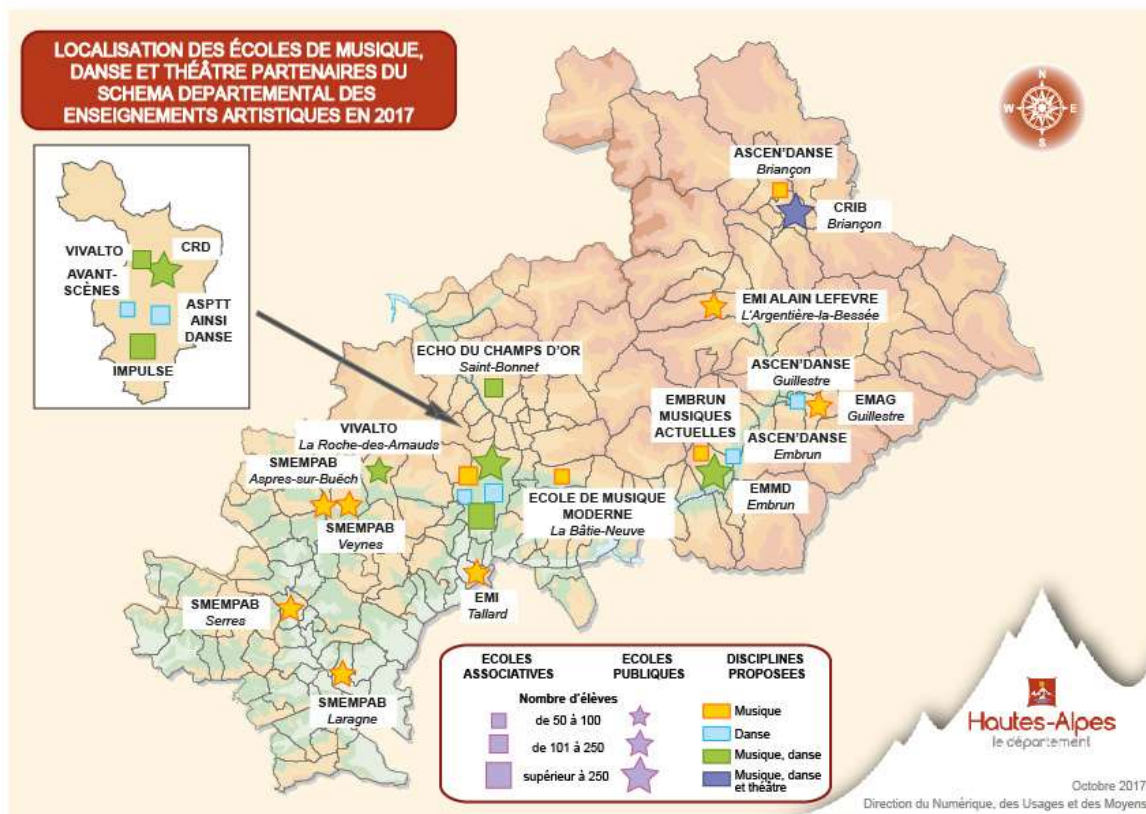 LOCALISATION DES ÉCOLES DE MUSIQUE,
DANSE ET THÉÂTRE PARTENAIRES DU
SCHEMA DEPARTEMENTAL DES
ENSEIGNEMENTS ARTISTIQUES EN 2017
N
W
E
S
VIVALTO
CRD
AVANT-
SCÈNES
ASPTT
AINSI
DANSE
IMPULSE
ASCEN'DANSE
Briançon
CRIB
Briançon
EMI ALAIN LEFEVRE
L'Argentière-la-Bessée
ECHO DU CHAMPS D'OR
Saint-Bonnet
ASCEN'DANSE
Guillestre
EMAG
Guillestre
EMBRUN
MUSIQUES
ACTUELLES
ASCEN'DANSE
Embrun
EMMD
Embrun
VIVALTO
La Roche-des-Arnauds
SMEMPAB
Aspres-sur-Buëch
SMEMPAB
Veynes
ECOLE DE MUSIQUE
MODERNE
La Bâtie-Neuve
EMI
Tallard
SMEMPAB
Serres
SMEMPAB
Laragne
ECOLES
ASSOCIATIVES
ECOLES
PUBLIQUES
DISCIPLINES
PROPOSEES
Nombre d'élèves
de 50 à 100
de 101 à 250
supérieur à 250
Musique
Danse
Musique, danse
Musique, danse
et théâtre
Hautes-Alpes
le département
Octobre 2017
Direction du Numérique, des Usages et des Moyens